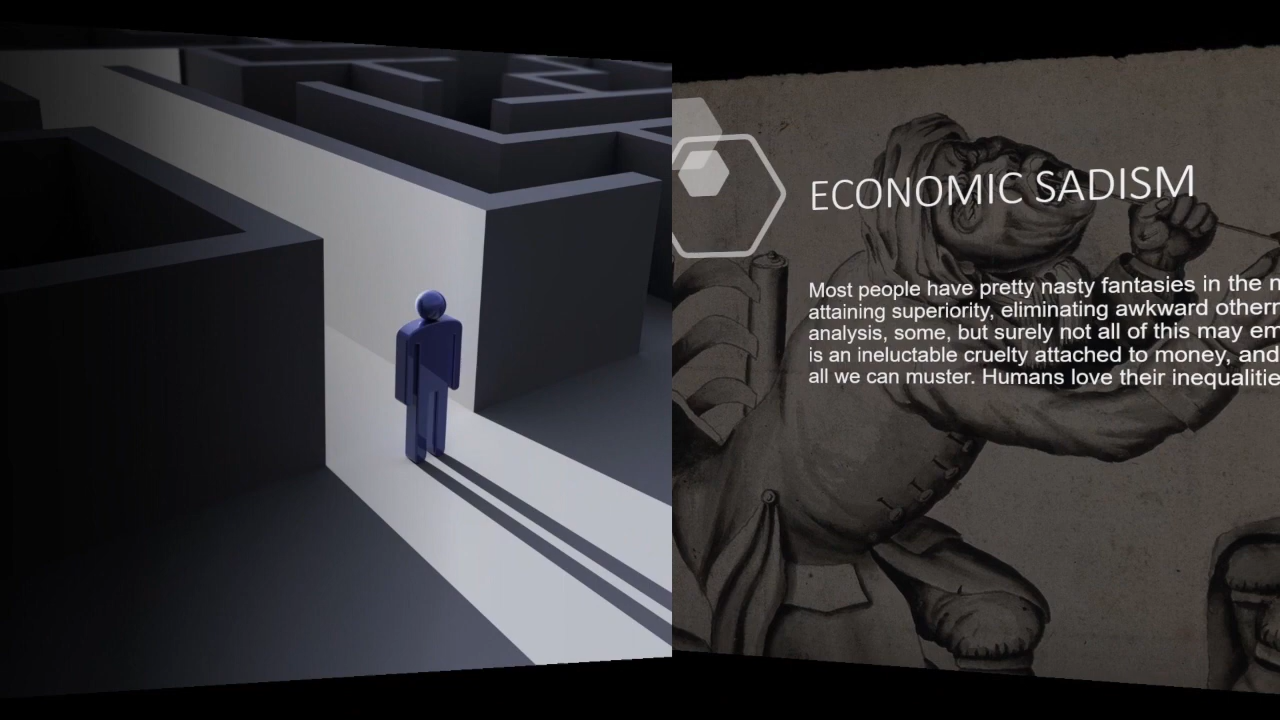 ECONOMIC SADISM
Most people have pretty nasty fantasies in the
attaining superiority, eliminating awkward
analysis, some, but surely not all of this may
is an ineluctable cruelty attached to money, and
all we can muster. Humans love their